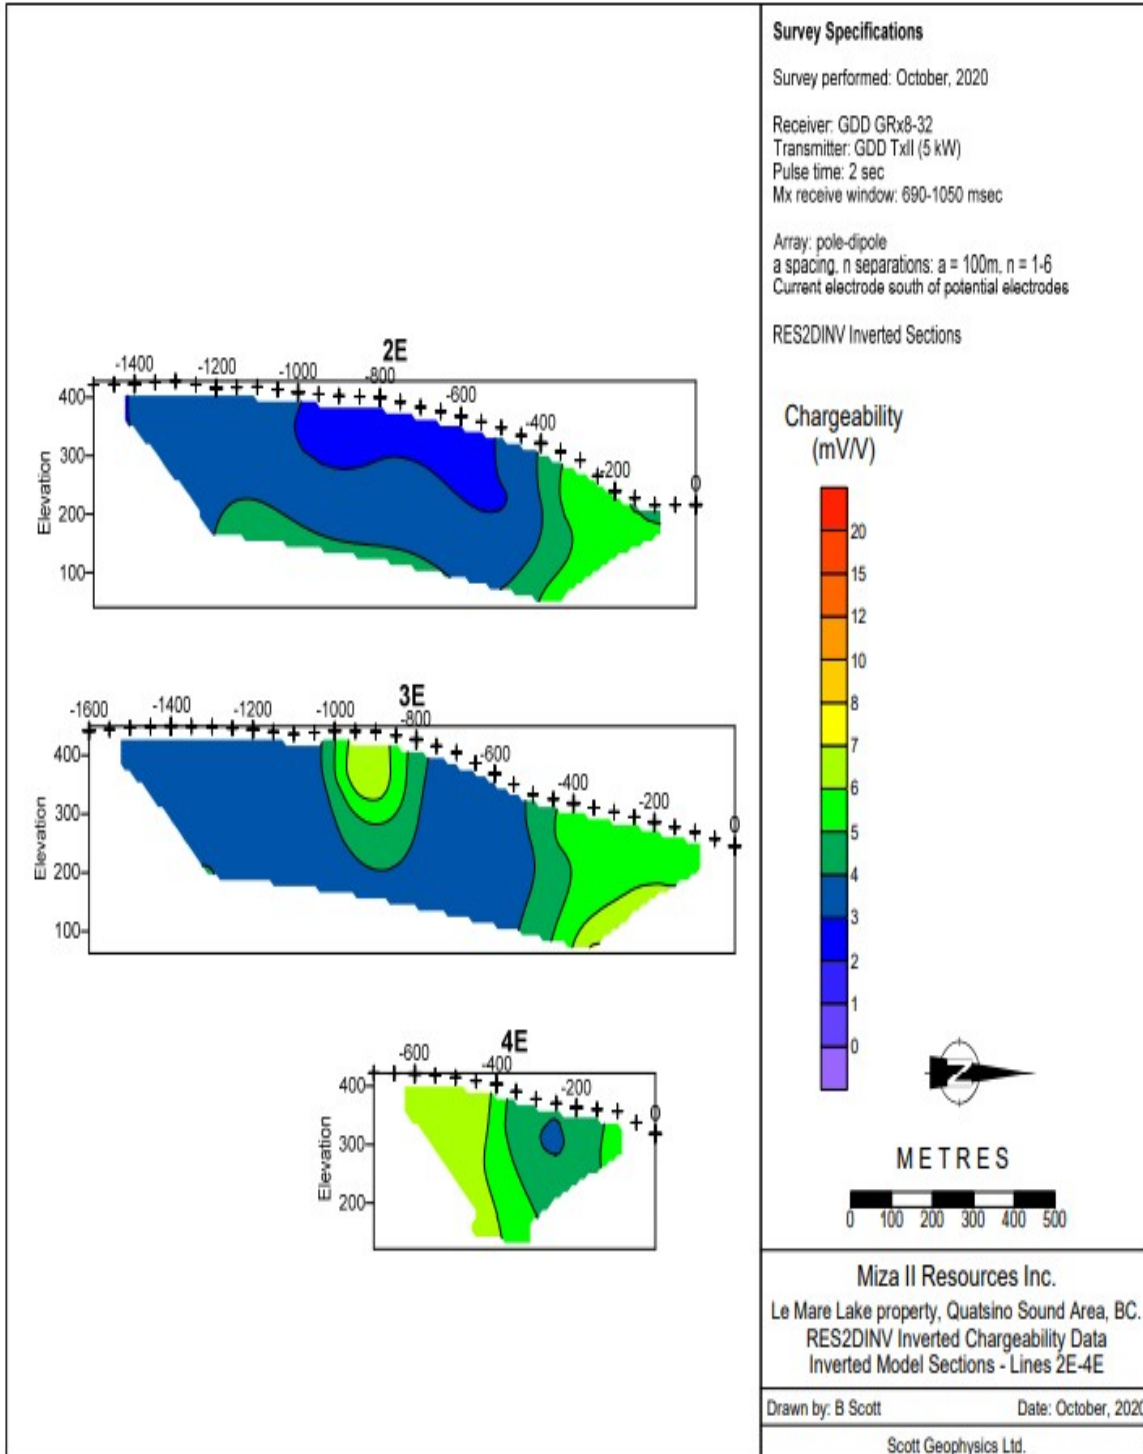 Survey Specifications
Survey performed: October, 2020
Receiver: GDD GRx8-32
Transmitter: GDD TxII (5 kW)
Pulse time: 2 sec
Mx receive window: 690-1050 msec
Array: pole-dipole
a spacing, n separations: a = 100m, n = 1-6
Current electrode south of potential electrodes
RES2DINV Inverted Sections
2E
-1400 -1200 -1000 -800 -600 -400 -200 0
Elevation
400
300
200
100
3E
-1600 -1400 -1200 -1000 -800 -600 -400 -200 0
Elevation
400
300
200
100
4E
-600 -400 -200 0
Elevation
400
300
200
Chargeability
(mV/V)
20
15
12
10
8
7
6
5
4
3
2
1
0
Z
METRES
0 100 200 300 400 500
Miza II Resources Inc.
Le Mare Lake property, Quatsino Sound Area, BC.
RES2DINV Inverted Chargeability Data
Inverted Model Sections - Lines 2E-4E
Drawn by: B Scott Date: October, 2020
Scott Geophysics Ltd.